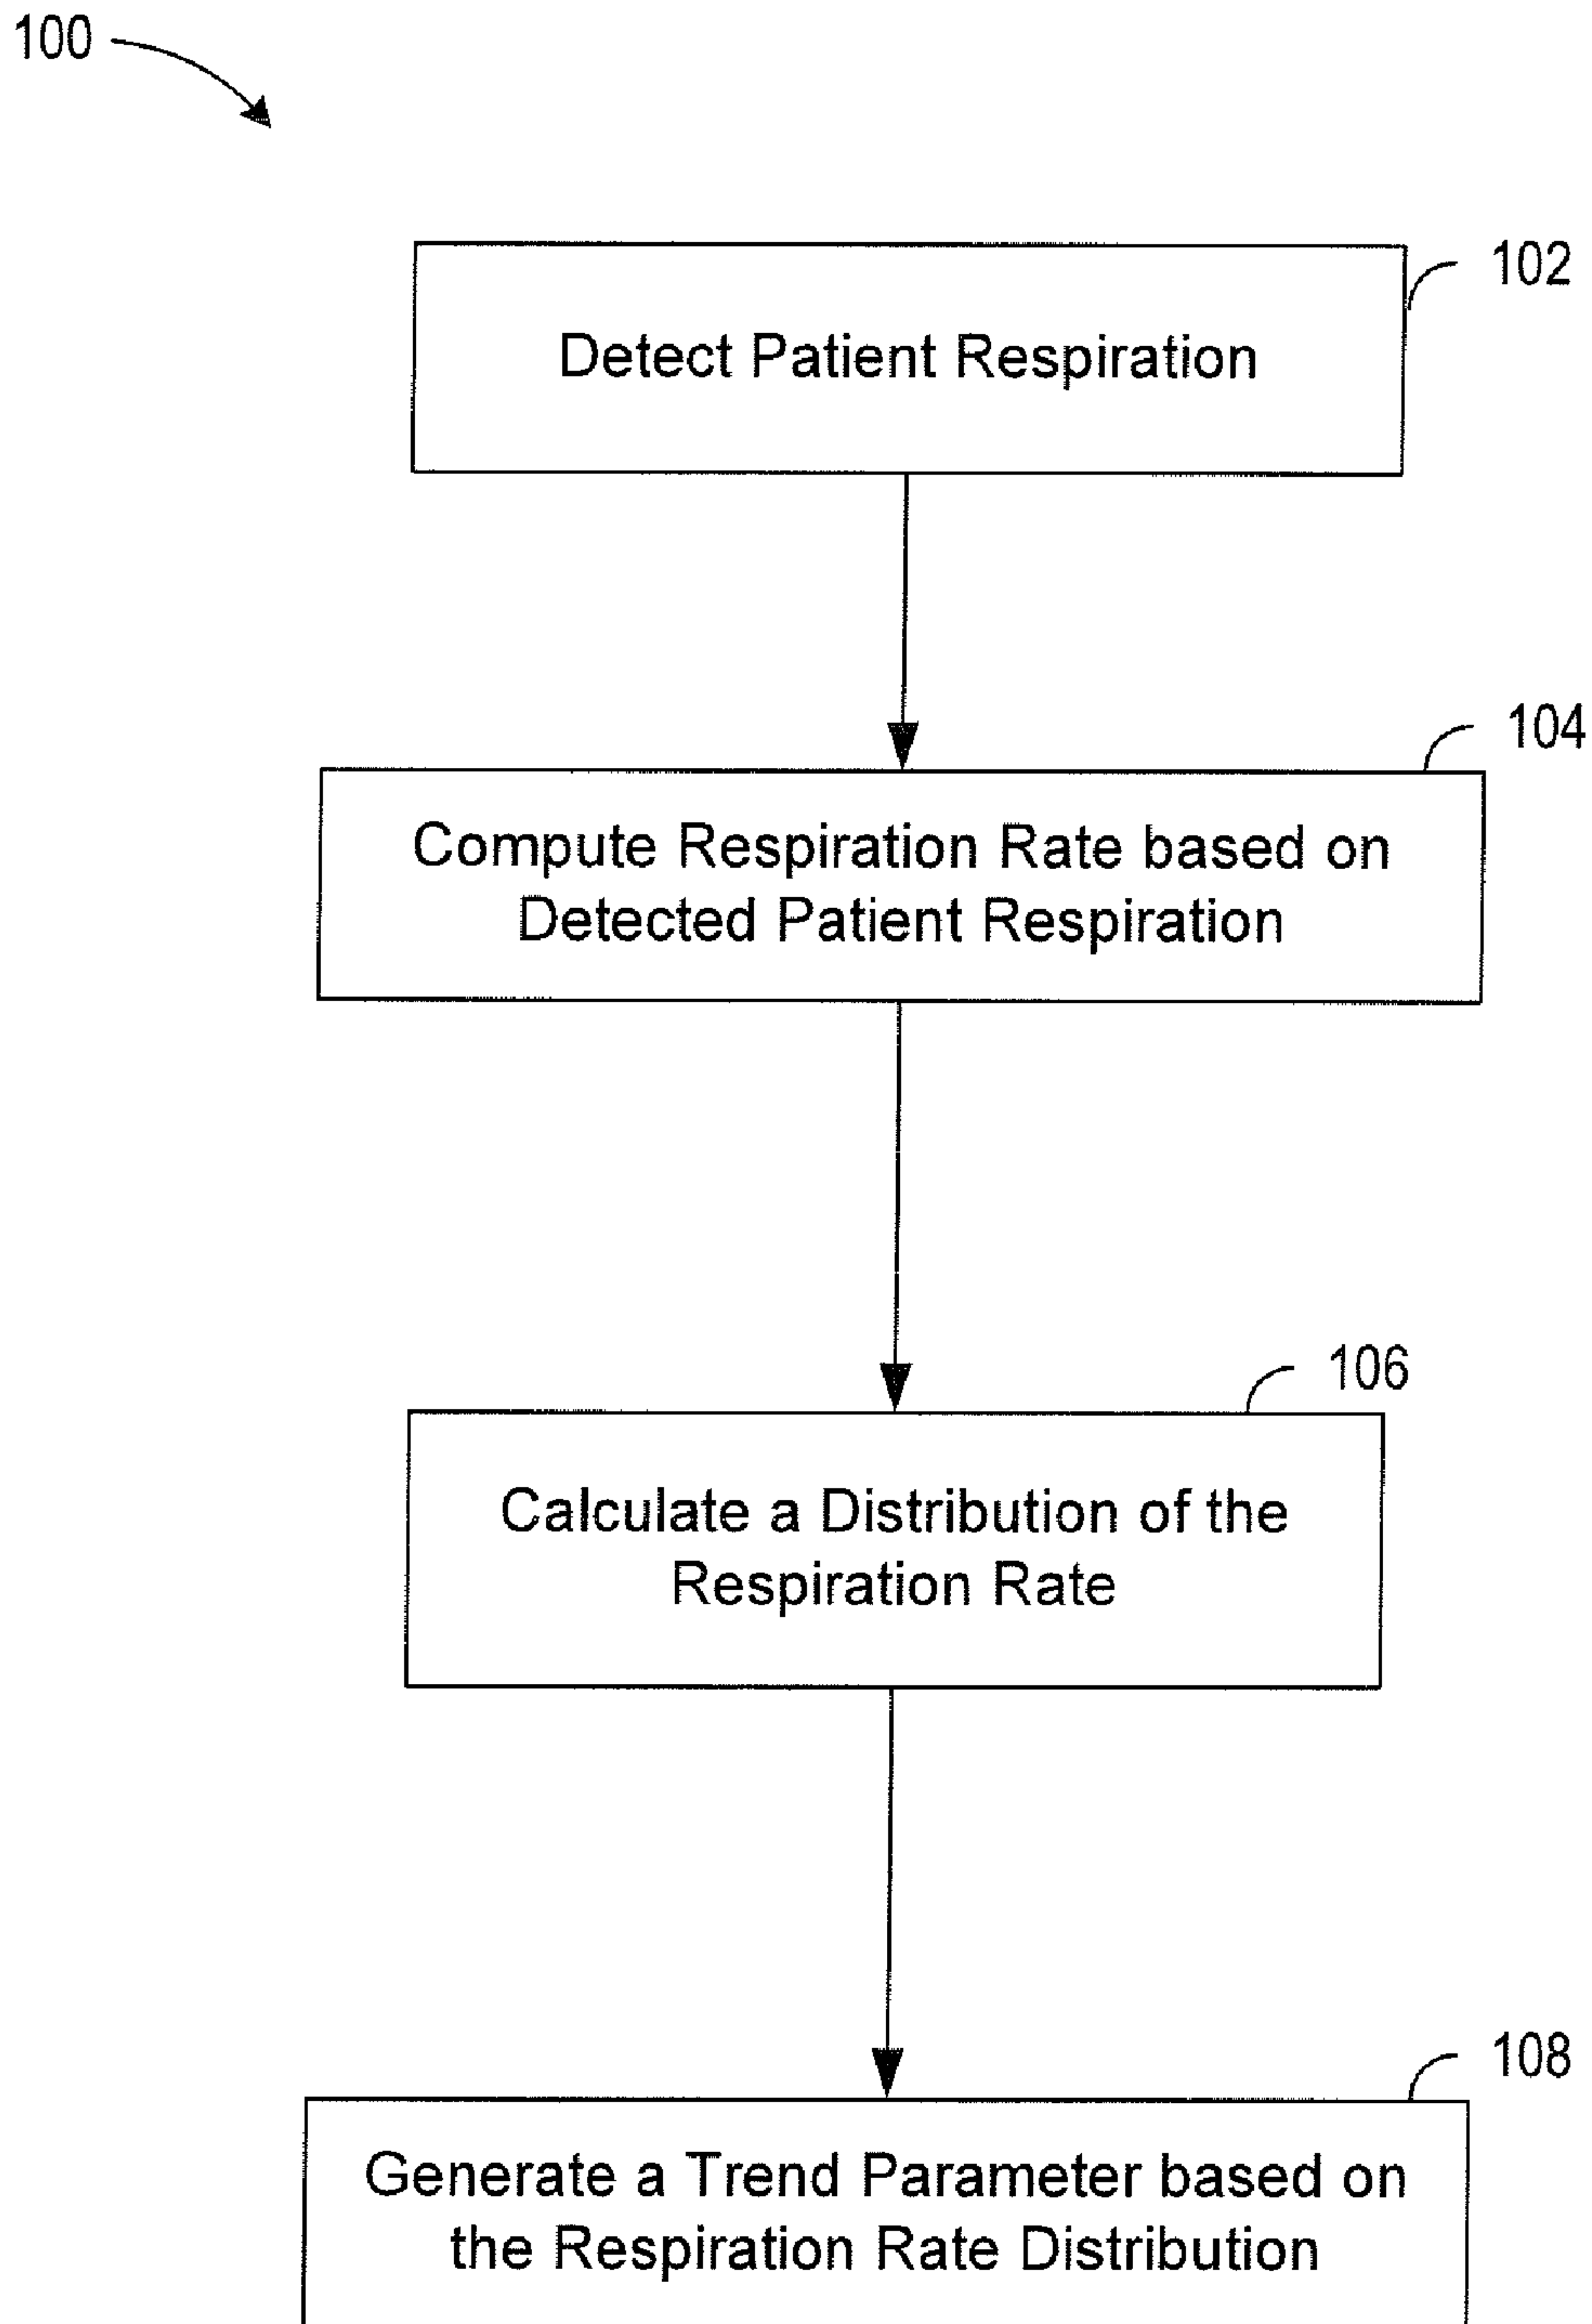 100
102
Detect Patient Respiration
104
Compute Respiration Rate based on
Detected Patient Respiration
106
Calculate a Distribution of the
Respiration Rate
108
Generate a Trend Parameter based on
the Respiration Rate Distribution